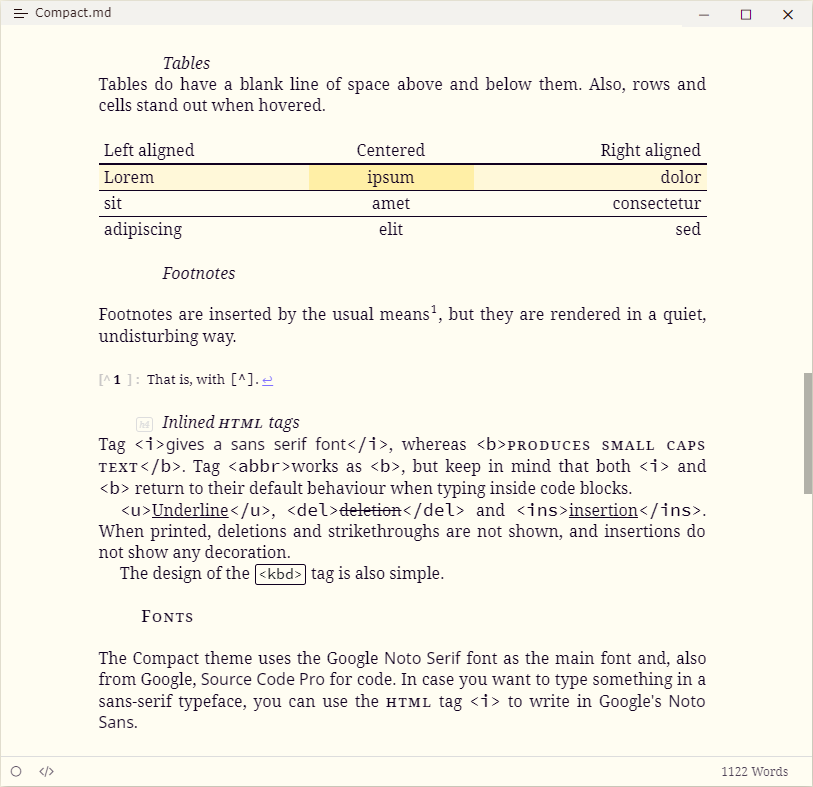 Compact.md
Tables
Tables do have a blank line of space above and below them. Also, rows and
cells stand out when hovered.
Left aligned Centered Right aligned
Lorem ipsum dolor
sit amet consectetur
adipiscing elit sed
Footnotes
Footnotes are inserted by the usual means1, but they are rendered in a quiet,
undisturbing way.
[^ 1 ] : That is, with [^]. ↩
h6 Inlined HTML tags
Tag <i>gives a sans serif font</i>, whereas <b>PRODUCES SMALL CAPS
TEXT</b>. Tag <abbr>works as <b>, but keep in mind that both <i> and
<b> return to their default behaviour when typing inside code blocks.
<u>Underline</u>, <del>deletion</del> and <ins>insertion</ins>.
When printed, deletions and strikethroughs are not shown, and insertions do
not show any decoration.
The design of the <kbd> tag is also simple.
FONTS
The Compact theme uses the Google Noto Serif font as the main font and, also
from Google, Source Code Pro for code. In case you want to type something in a
sans-serif typeface, you can use the HTML tag <i> to write in Google's Noto
Sans.
</> 1122 Words